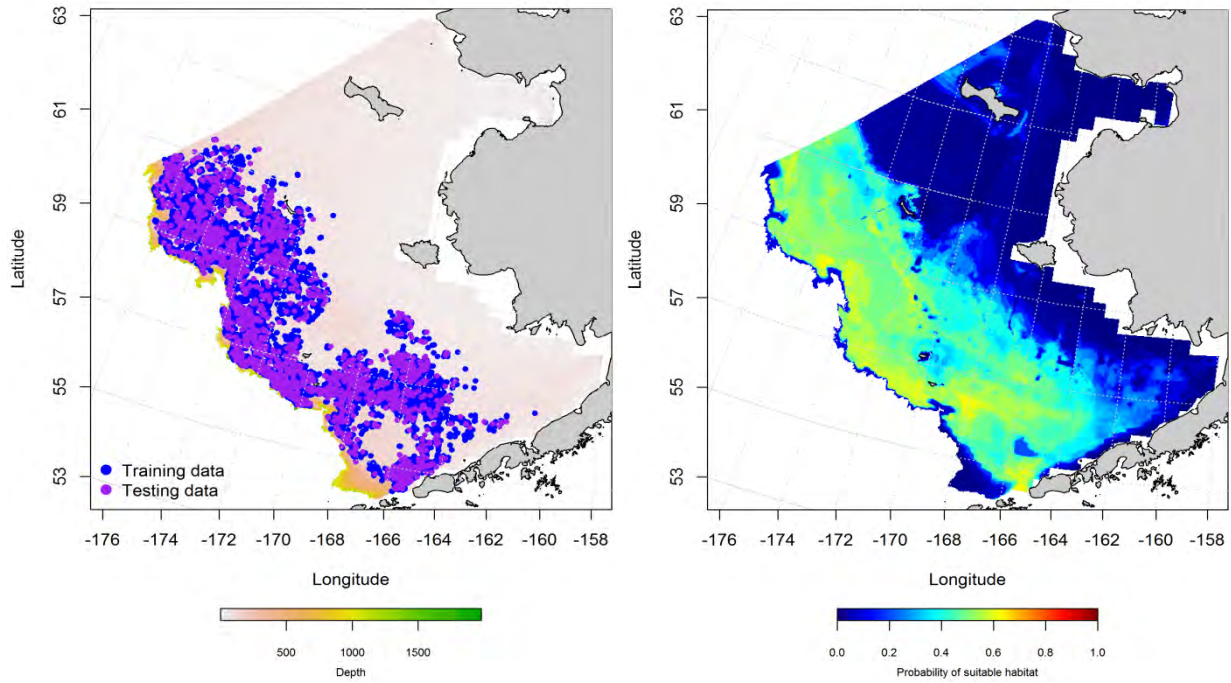 63
61
59
57
55
53
Latitude
Training data
Testing data
-176 -174 -172 -170 -168 -166 -164 -162 -160 -158
Longitude
500 1000 1500
Depth
63
61
59
57
55
53
Latitude
-176 -174 -172 -170 -168 -166 -164 -162 -160 -158
Longitude
0.0 0.2 0.4 0.6 0.8 1.0
Probability of suitable habitat